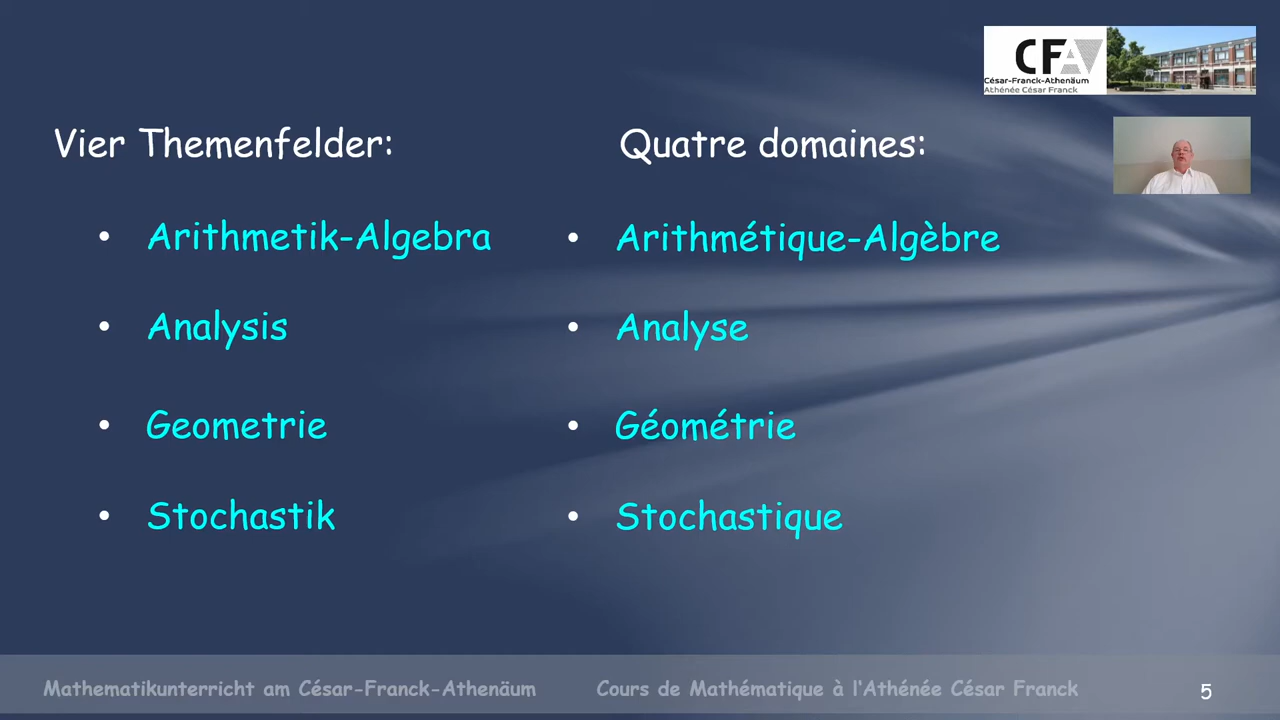 CFA
César-Franck-Athenäum
Athénée César Franck
Vier Themenfelder:
Quatre domaines:
• Arithmetik-Algebra
• Arithmétique-Algèbre
• Analysis
• Analyse
• Geometrie
• Géométrie
• Stochastik
• Stochastique
Mathematikunterricht am César-Franck-Athenäum
Cours de Mathématique à l'Athénée César Franck
5